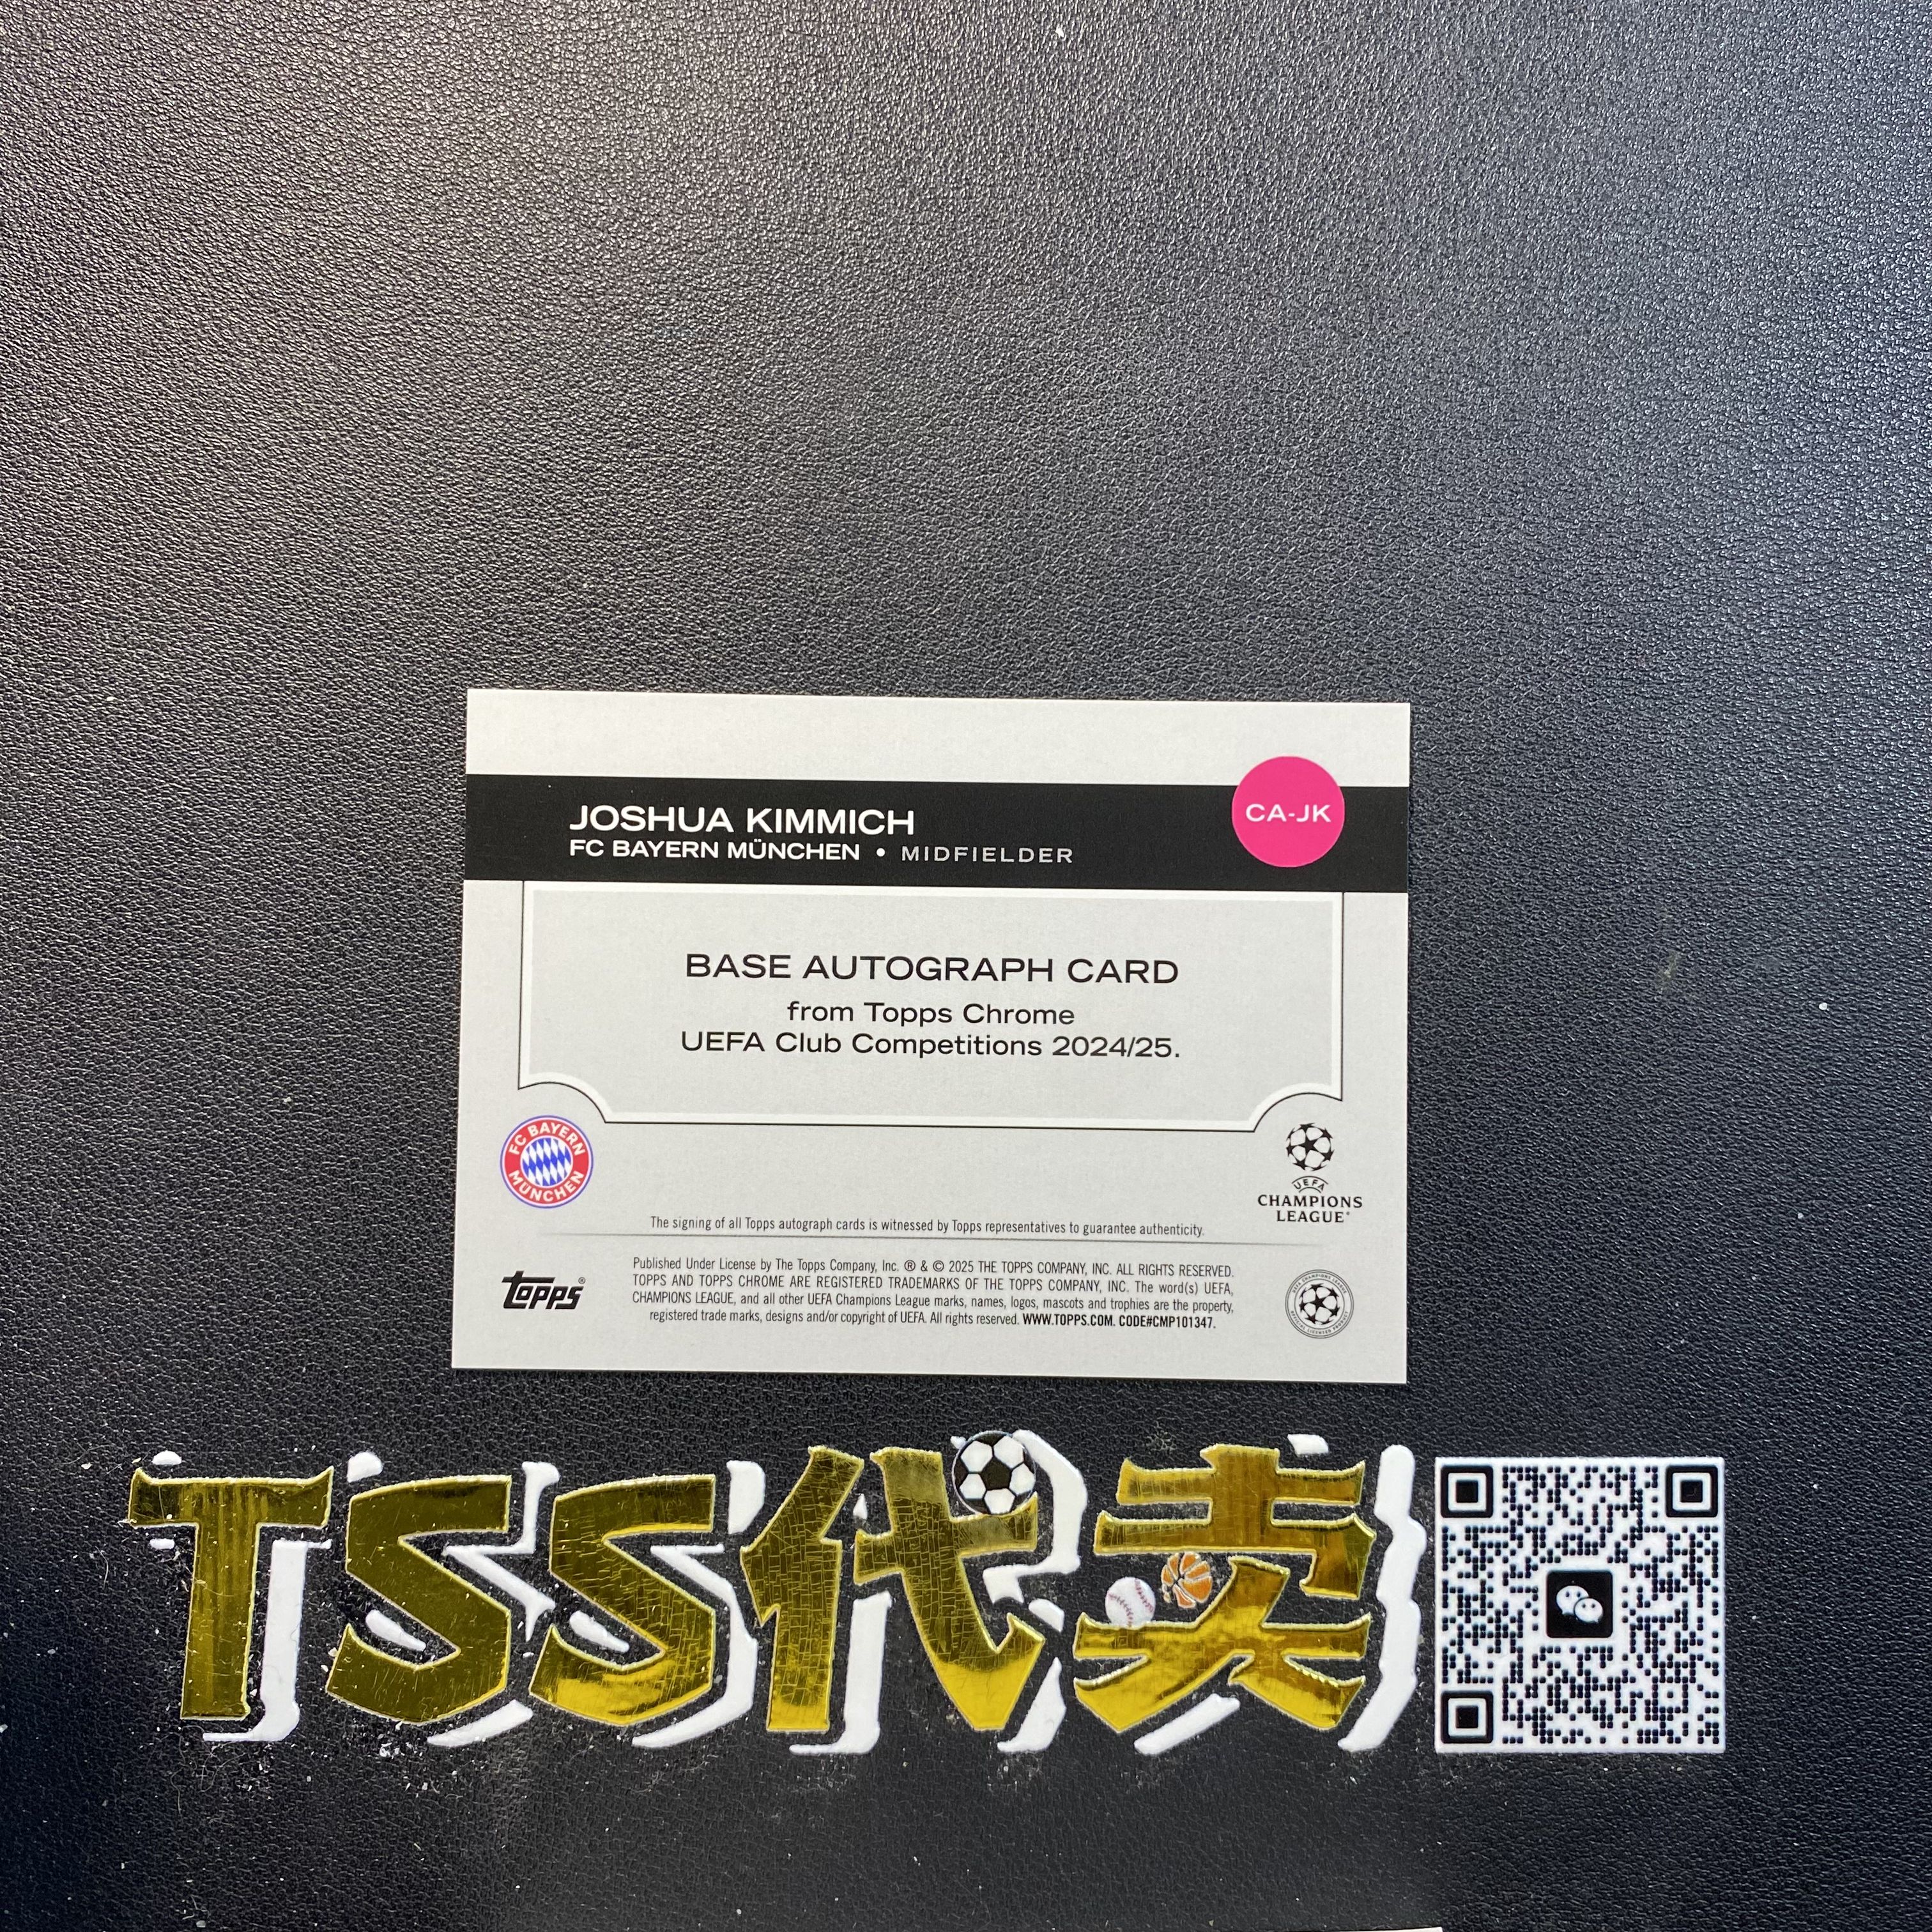 JOSHUA KIMMICH
FC BAYERN MÜNCHEN • MIDFIELDER
CA-JK
BASE AUTOGRAPH CARD
from Topps Chrome
UEFA Club Competitions 2024/25.
FC BAYERN
MÜNCHEN
UEFA
CHAMPIONS
LEAGUE®
The signing of all Topps autograph cards is witnessed by Topps representatives to guarantee authenticity.
topps®
Published Under License by The Topps Company, Inc. ® & © 2025 THE TOPPS COMPANY, INC. ALL RIGHTS RESERVED.
TOPPS AND TOPPS CHROME ARE REGISTERED TRADEMARKS OF THE TOPPS COMPANY, INC. The word(s) UEFA,
CHAMPIONS LEAGUE, and all other UEFA Champions League marks, names, logos, mascots and trophies are the property,
registered trade marks, designs and/or copyright of UEFA. All rights reserved. WWW.TOPPS.COM. CODE#CMP101347.
TSS代卖